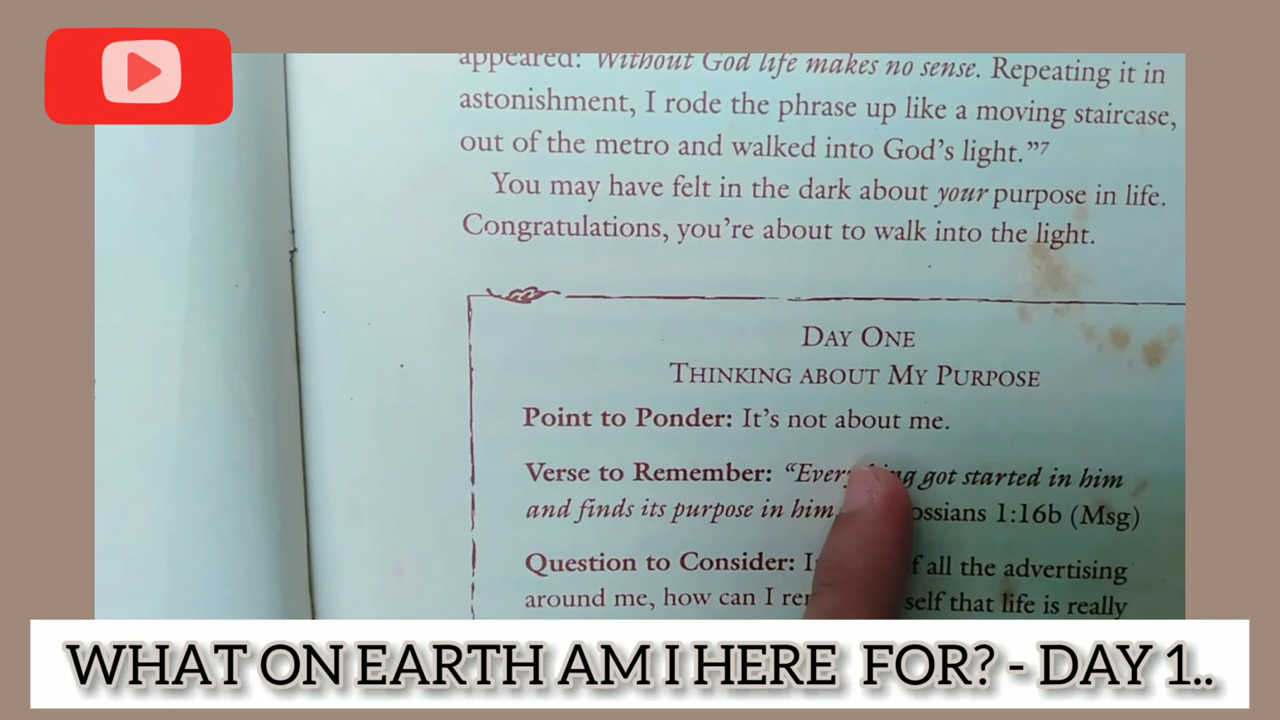 appeared: Without God life makes no sense. Repeating it in
astonishment, I rode the phrase up like a moving staircase,
out of the metro and walked into God's light."7
You may have felt in the dark about your purpose in life.
Congratulations, you're about to walk into the light.
DAY ONE
THINKING ABOUT MY PURPOSE
Point to Ponder: It's not about me.
Verse to Remember: got started in him
and finds its purpose in him 1:16b (Msg)
Question to Consider: all the advertising
around me, how can I that life is really
WHAT ON EARTH AM I HERE FOR? - DAY 1..